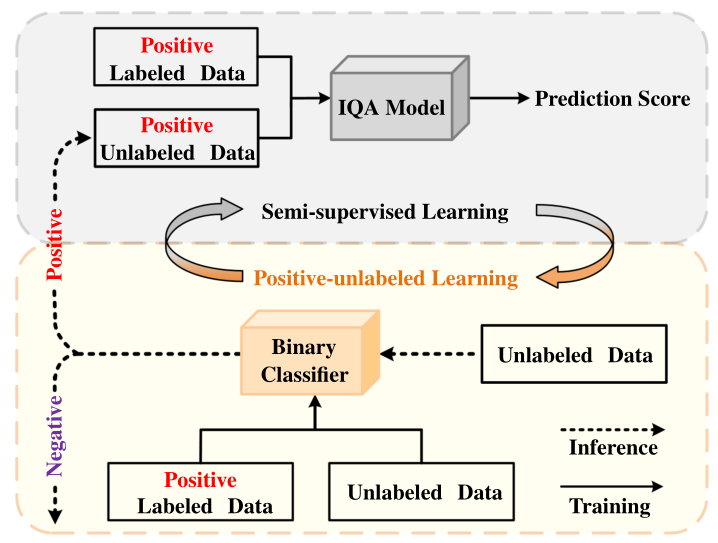 Positive
Labeled Data
Positive
Unlabeled Data
IQA Model
Prediction Score
Positive
Semi-supervised Learning
Positive-unlabeled Learning
Binary
Classifier
Unlabeled Data
Negative
Positive
Labeled Data
Unlabeled Data
Inference
Training